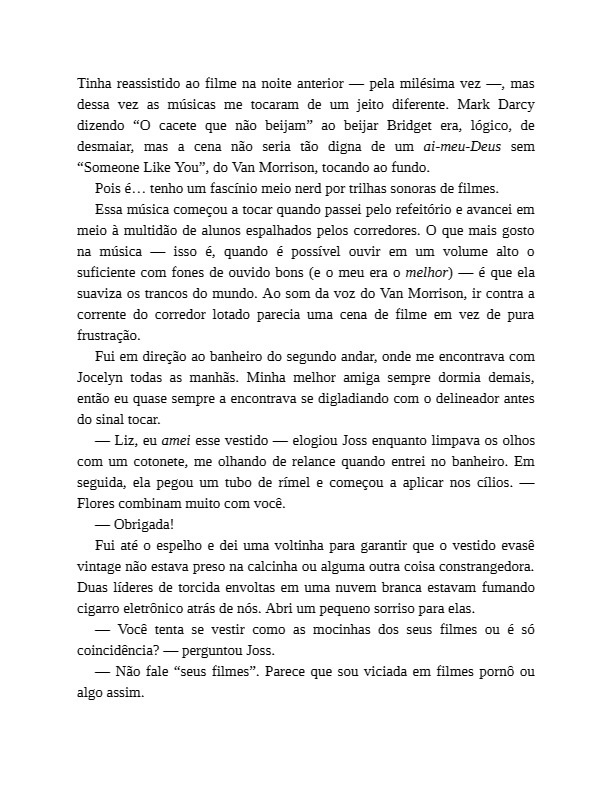 Tinha reassistido ao filme na noite anterior — pela milésima vez —, mas
dessa vez as músicas me tocaram de um jeito diferente. Mark Darcy
dizendo “O cacete que não beijam” ao beijar Bridget era, lógico, de
desmaiar, mas a cena não seria tão digna de um ai-meu-Deus sem
“Someone Like You”, do Van Morrison, tocando ao fundo.
Pois é… tenho um fascínio meio nerd por trilhas sonoras de filmes.
Essa música começou a tocar quando passei pelo refeitório e avancei em
meio à multidão de alunos espalhados pelos corredores. O que mais gosto
na música — isso é, quando é possível ouvir em um volume alto o
suficiente com fones de ouvido bons (e o meu era o melhor) — é que ela
suaviza os trancos do mundo. Ao som da voz do Van Morrison, ir contra a
corrente do corredor lotado parecia uma cena de filme em vez de pura
frustração.
Fui em direção ao banheiro do segundo andar, onde me encontrava com
Jocelyn todas as manhãs. Minha melhor amiga sempre dormia demais,
então eu quase sempre a encontrava se digladiando com o delineador antes
do sinal tocar.
— Liz, eu amei esse vestido — elogiou Joss enquanto limpava os olhos
com um cotonete, me olhando de relance quando entrei no banheiro. Em
seguida, ela pegou um tubo de rímel e começou a aplicar nos cílios. —
Flores combinam muito com você.
— Obrigada!
Fui até o espelho e dei uma voltinha para garantir que o vestido evasê
vintage não estava preso na calcinha ou alguma outra coisa constrangedora.
Duas líderes de torcida envoltas em uma nuvem branca estavam fumando
cigarro eletrônico atrás de nós. Abri um pequeno sorriso para elas.
— Você tenta se vestir como as mocinhas dos seus filmes ou é só
coincidência? — perguntou Joss.
— Não fale “seus filmes”. Parece que sou viciada em filmes pornô ou
algo assim.